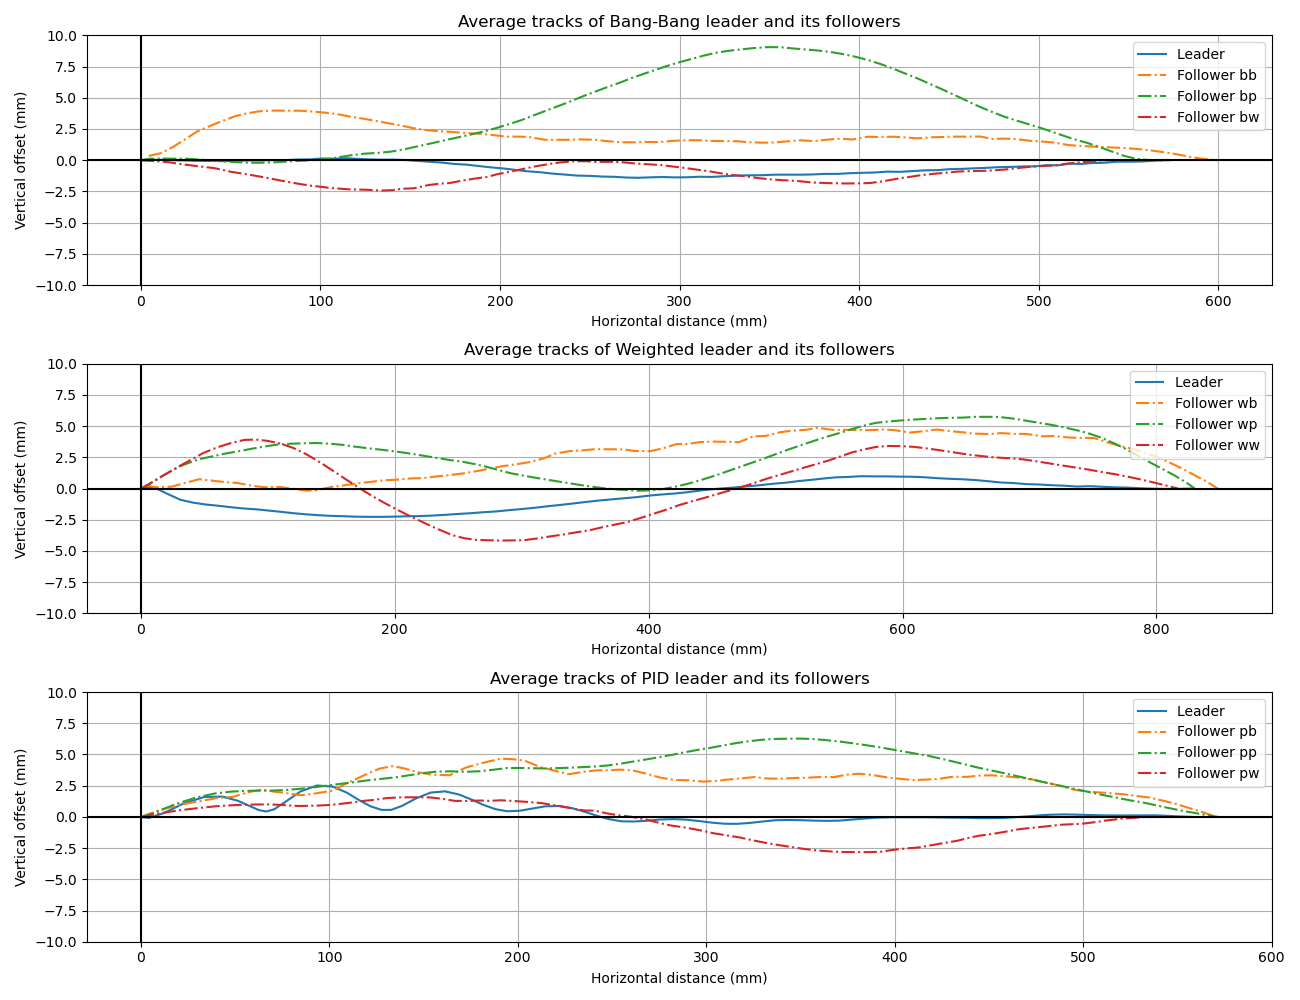 Average tracks of Bang-Bang leader and its followers
10.0
7.5
5.0
2.5
0.0
−2.5
−5.0
−7.5
−10.0
Vertical offset (mm)
Leader
Follower bb
Follower bp
Follower bw
0 100 200 300 400 500 600
Horizontal distance (mm)
Average tracks of Weighted leader and its followers
10.0
7.5
5.0
2.5
0.0
−2.5
−5.0
−7.5
−10.0
Vertical offset (mm)
Leader
Follower wb
Follower wp
Follower ww
0 200 400 600 800
Horizontal distance (mm)
Average tracks of PID leader and its followers
10.0
7.5
5.0
2.5
0.0
−2.5
−5.0
−7.5
−10.0
Vertical offset (mm)
Leader
Follower pb
Follower pp
Follower pw
0 100 200 300 400 500 600
Horizontal distance (mm)